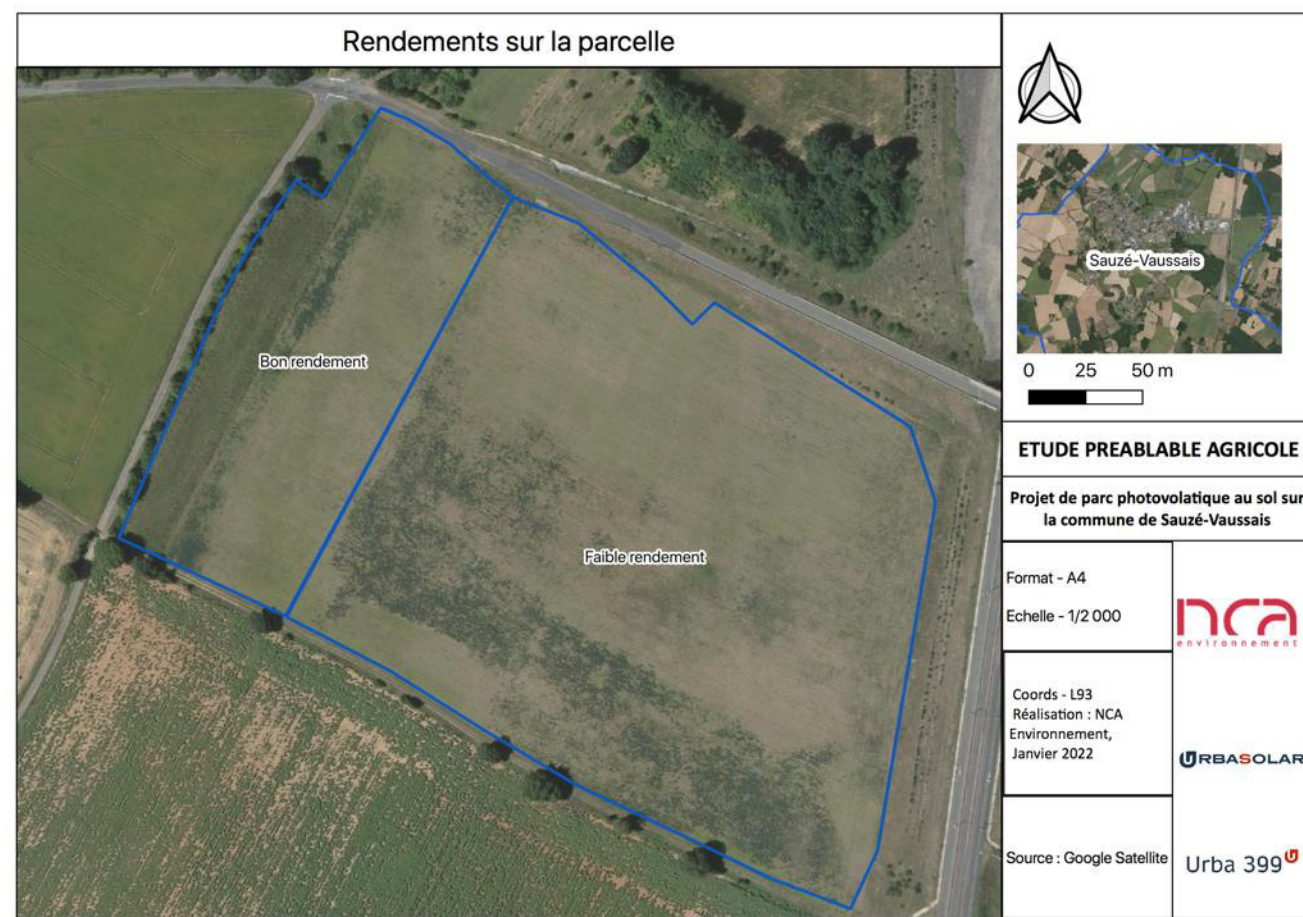 Rendements sur la parcelle
Bon rendement
Faible rendement
Sauzé-Vaussais
0 25 50 m
ETUDE PREABLABLE AGRICOLE
Projet de parc photovolatique au sol sur
la commune de Sauzé-Vaussais
Format - A4
Echelle - 1/2 000
nca
environnement
Coords - L93
Réalisation : NCA
Environnement,
Janvier 2022
URBASOLAR
Source : Google Satellite
Urba 399